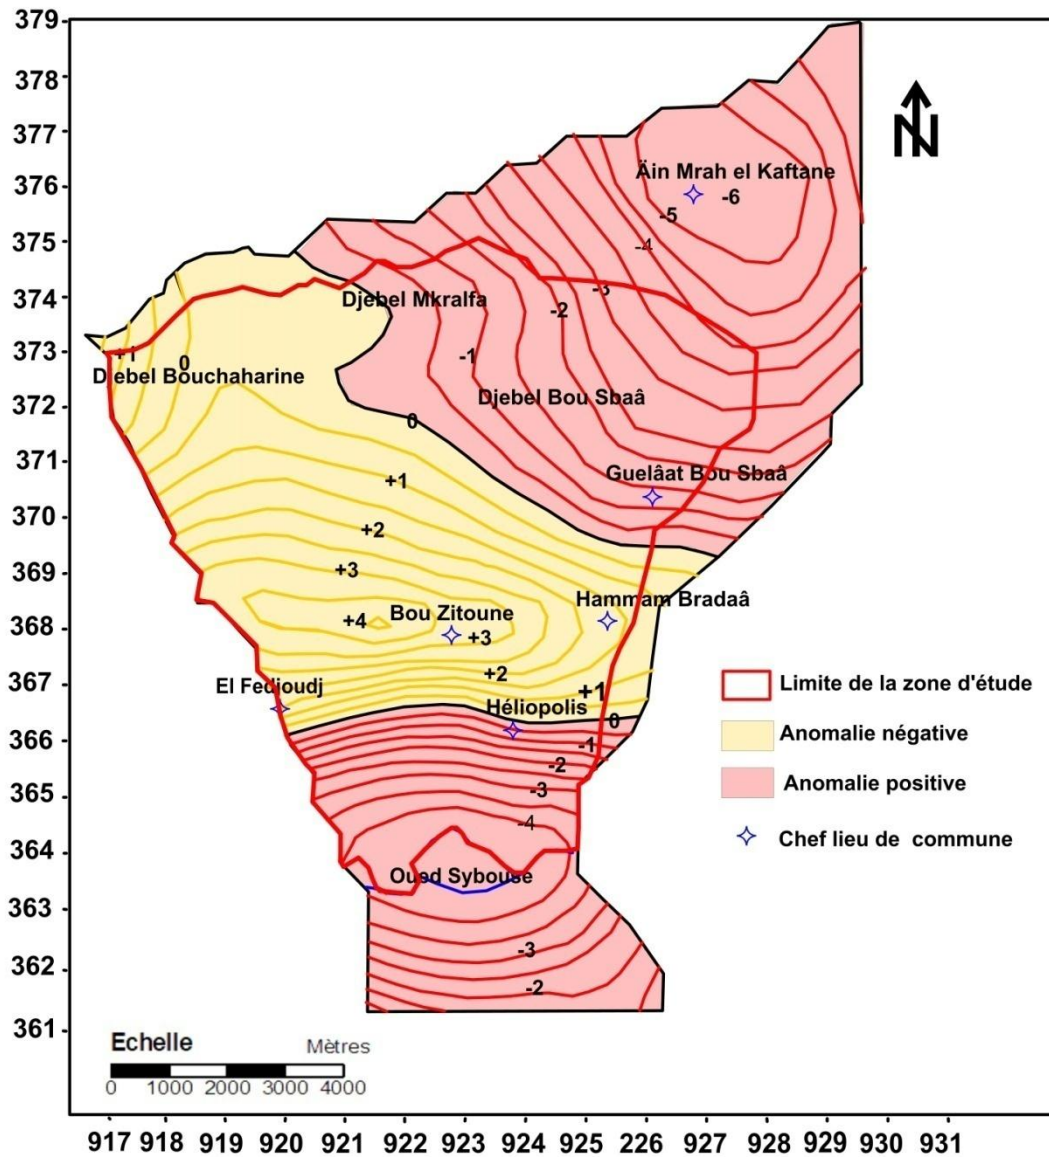 379
378
377
376
375
374
373
372
371
370
369
368
367
366
365
364
363
362
361
N
Äin Mrah el Kaftane
-6
-5
-4
-3
Djebel Mkralfa
-2
-1
+1
0
Djebel Bouchaharine
Djebel Bou Sbaâ
0
Guelâat Bou Sbaâ
+1
+2
+3
Hammam Bradaâ
+4
Bou Zitoune
+3
+2
El Fedjoudj
+1
Héliopolis
0
-1
-2
-3
-4
Oued Sybouse
-3
-2
Limite de la zone d'étude
Anomalie négative
Anomalie positive
Chef lieu de commune
Echelle Mètres
0 1000 2000 3000 4000
917 918 919 920 921 922 923 924 925 226 927 928 929 930 931